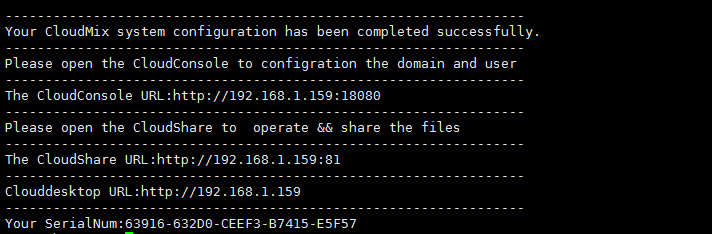 -----------------------------------------------------------------
Your CloudMix system configuration has been completed successfully.
-----------------------------------------------------------------
Please open the CloudConsole to configration the domain and user
-----------------------------------------------------------------
The CloudConsole URL:http://192.168.1.159:18080
-----------------------------------------------------------------
Please open the CloudShare to  operate && share the files
-----------------------------------------------------------------
The CloudShare URL:http://192.168.1.159:81
-----------------------------------------------------------------
Clouddesktop URL:http://192.168.1.159
-----------------------------------------------------------------
Your SerialNum:63916-632D0-CEEF3-B7415-E5F57